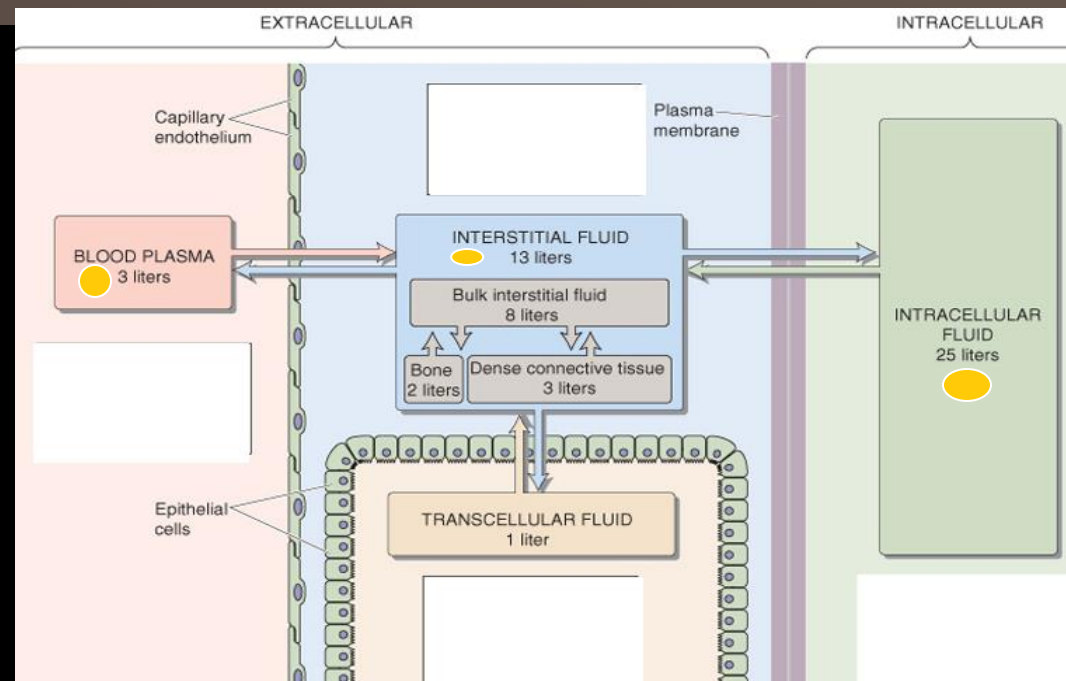 EXTRACELLULAR
INTRACELLULAR
Capillary
endothelium
Plasma
membrane
BLOOD PLASMA
3 liters
INTERSTITIAL FLUID
13 liters
Bulk interstitial fluid
8 liters
Bone
2 liters
Dense connective tissue
3 liters
INTRACELLULAR
FLUID
25 liters
Epithelial
cells
TRANSCELLULAR FLUID
1 liter